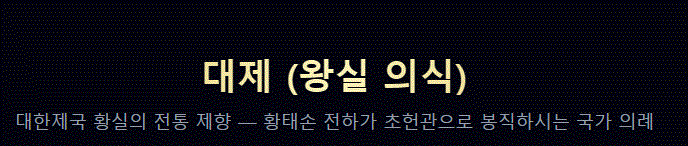 대제 (왕실 의식)
대한제국 황실의 전통 제향 — 황태손 전하가 초헌관으로 봉직하시는 국가 의례